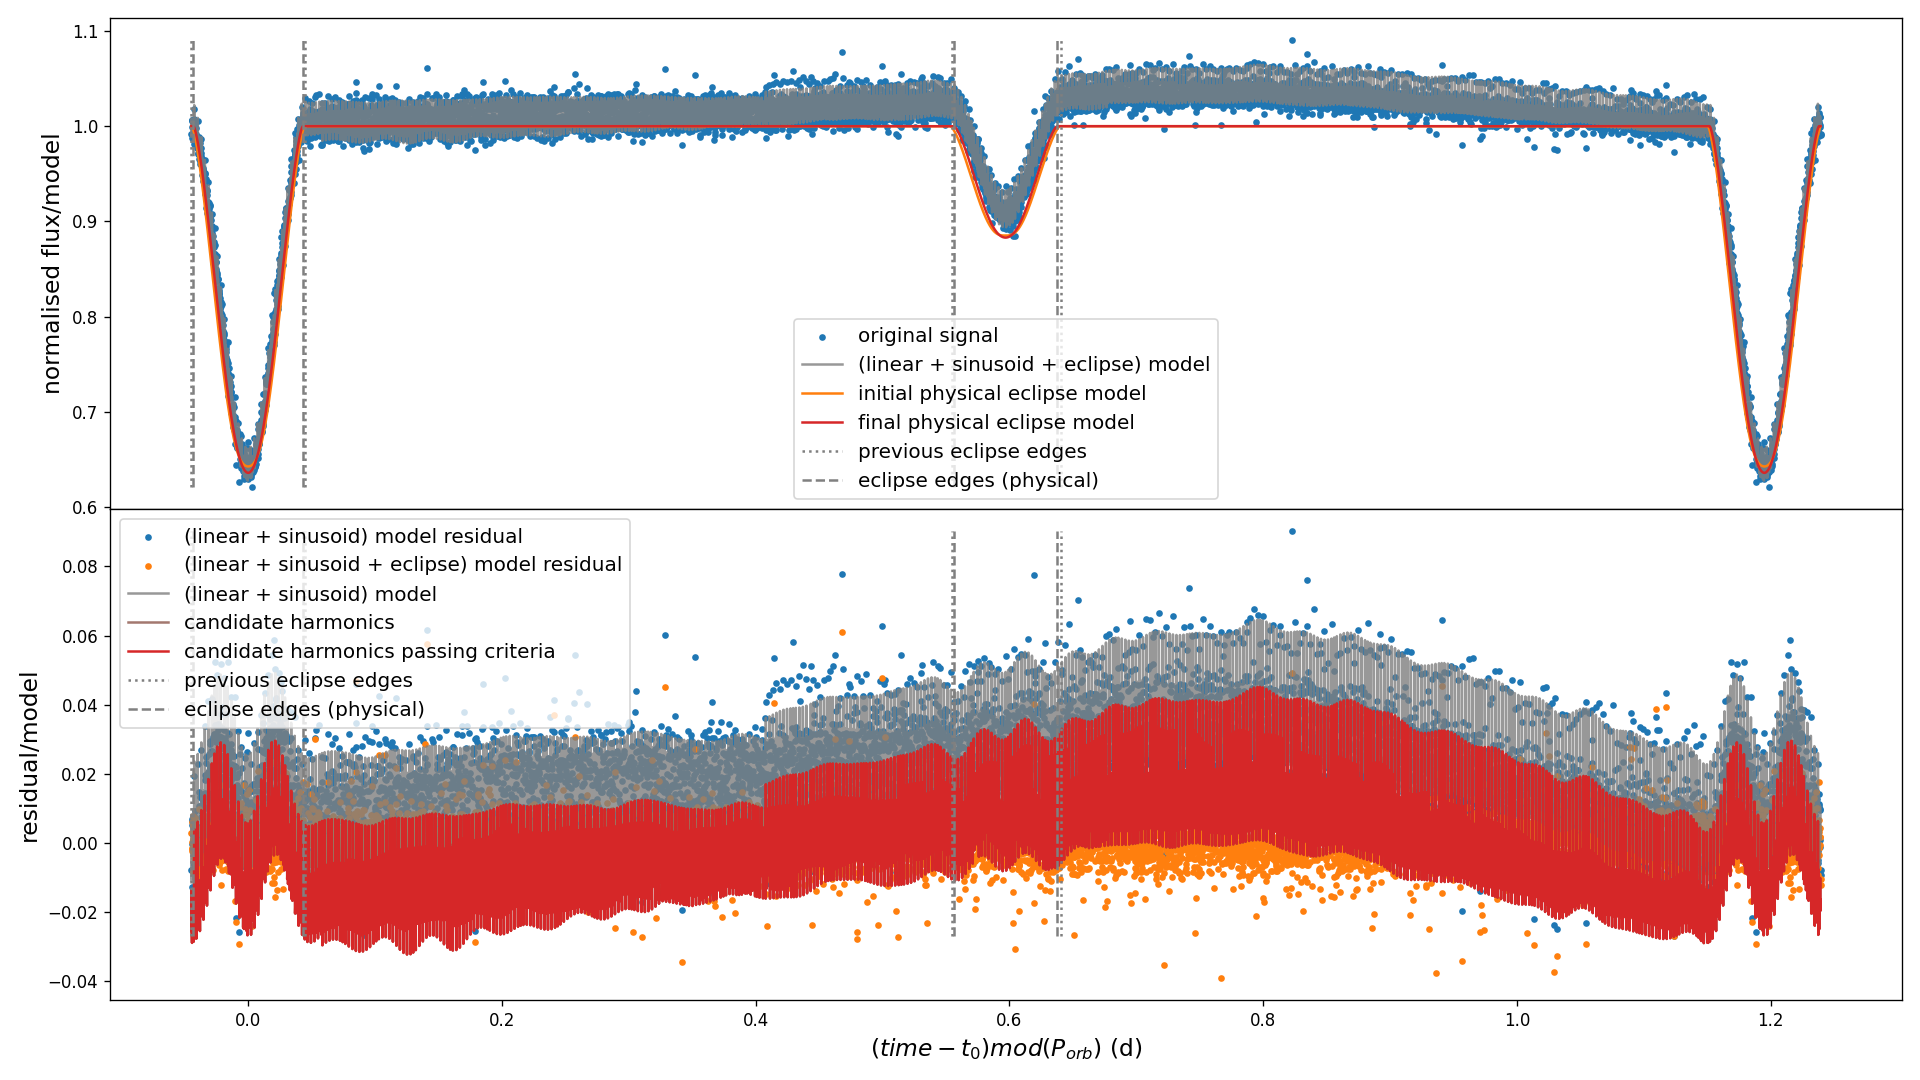 1.1
1.0
0.9
0.8
0.7
0.6
normalised flux/model
original signal
(linear + sinusoid + eclipse) model
initial physical eclipse model
final physical eclipse model
previous eclipse edges
eclipse edges (physical)
(linear + sinusoid) model residual
(linear + sinusoid + eclipse) model residual
(linear + sinusoid) model
candidate harmonics
candidate harmonics passing criteria
previous eclipse edges
eclipse edges (physical)
0.08
0.06
0.04
0.02
0.00
−0.02
−0.04
residual/model
0.0 0.2 0.4 0.6 0.8 1.0 1.2
(time − t₀)mod(Pₒᵣb) (d)